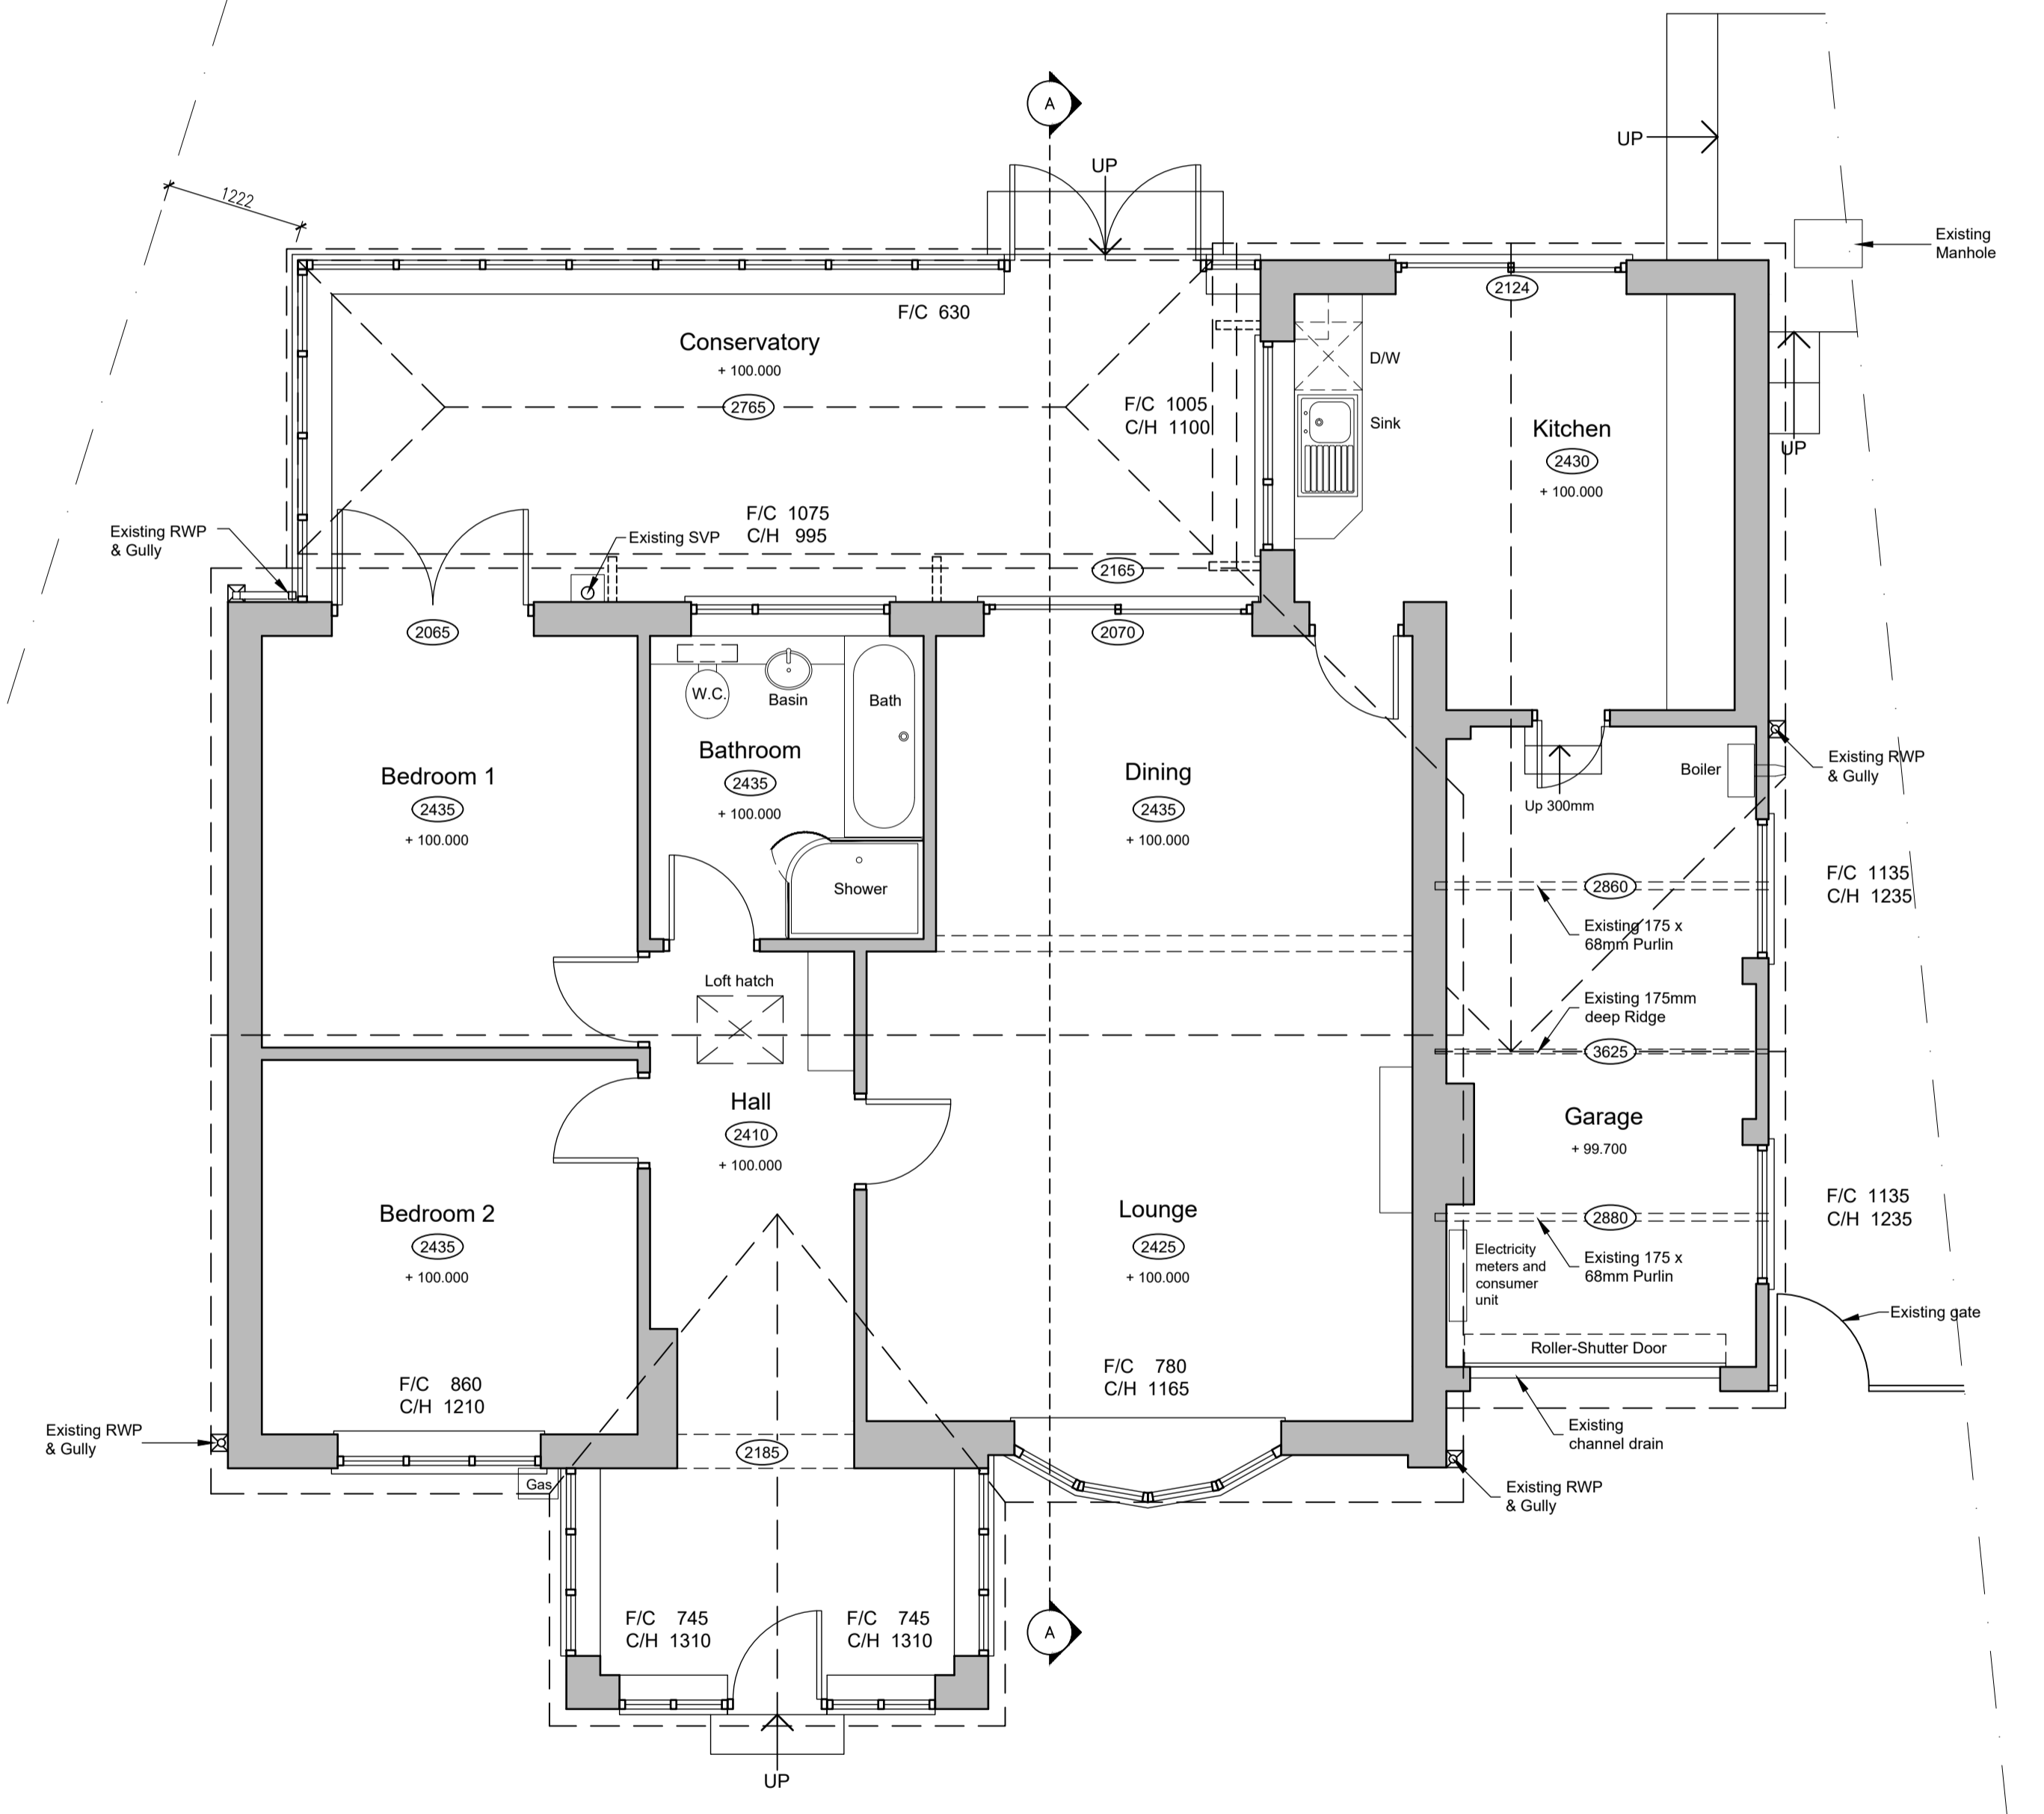 A
UP
UP
1222
Existing
Manhole
2124
F/C 630
Conservatory
+ 100.000
2765
D/W
Sink
F/C 1005
C/H 1100
Kitchen
2430
+ 100.000
UP
F/C 1075
C/H 995
Existing RWP
& Gully
Existing SVP
2165
2065
2070
W.C.
Basin
Bath
Bathroom
2435
+ 100.000
Bedroom 1
2435
+ 100.000
Dining
2435
+ 100.000
Boiler
Existing RWP
& Gully
Up 300mm
Shower
2860
F/C 1135
C/H 1235
Existing 175 x
68mm Purlin
Loft hatch
Existing 175mm
deep Ridge
3625
Hall
2410
+ 100.000
Garage
+ 99.700
Bedroom 2
2435
+ 100.000
Lounge
2425
+ 100.000
2880
F/C 1135
C/H 1235
Electricity
meters and
consumer
unit
Existing 175 x
68mm Purlin
Existing gate
Roller-Shutter Door
F/C 860
C/H 1210
F/C 780
C/H 1165
Existing RWP
& Gully
2185
Existing
channel drain
Gas
Existing RWP
& Gully
F/C 745
C/H 1310
F/C 745
C/H 1310
A
UP